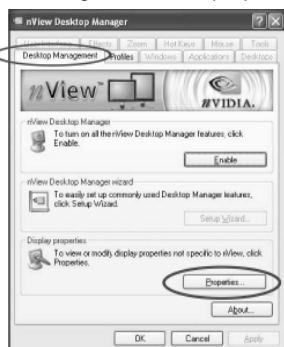 nView Desktop Manager
User Interface Effects Zoom Hot Keys Mouse Tools
Desktop Management Profiles Windows Applications Desktops
nView
NVIDIA.
nView Desktop Manager
To turn on all the nView Desktop Manager features, click
Enable.
Enable
nView Desktop Manager wizard
To easily set up commonly used Desktop Manager features,
click Setup Wizard.
Setup Wizard...
Display properties
To view or modify display properties not specific to nView, click
Properties.
Properties...
About...
OK Cancel Apply